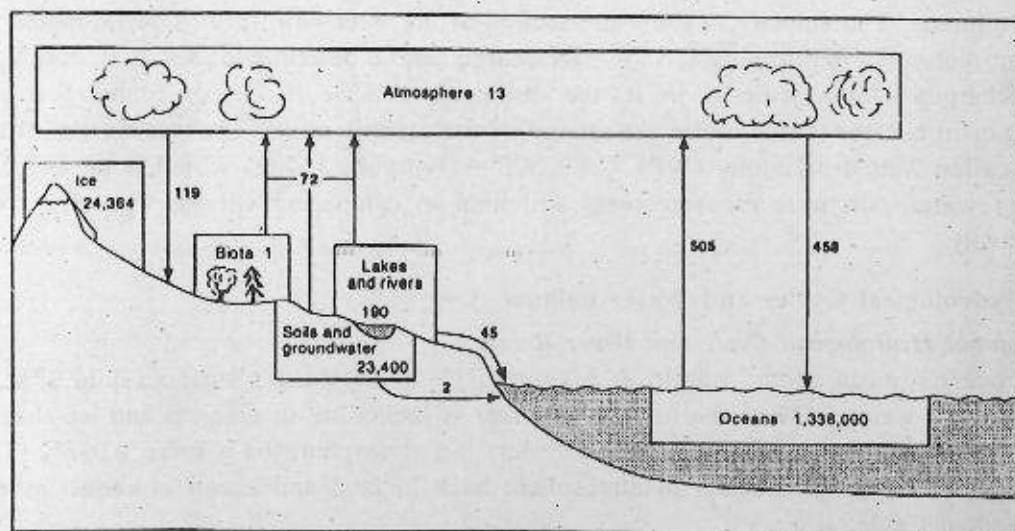 Atmosphere 13
Ice
24,364
119
72
505
458
Biota 1
Lakes
and rivers
190
45
Soils and
groundwater
23,400
2
Oceans 1,338,000